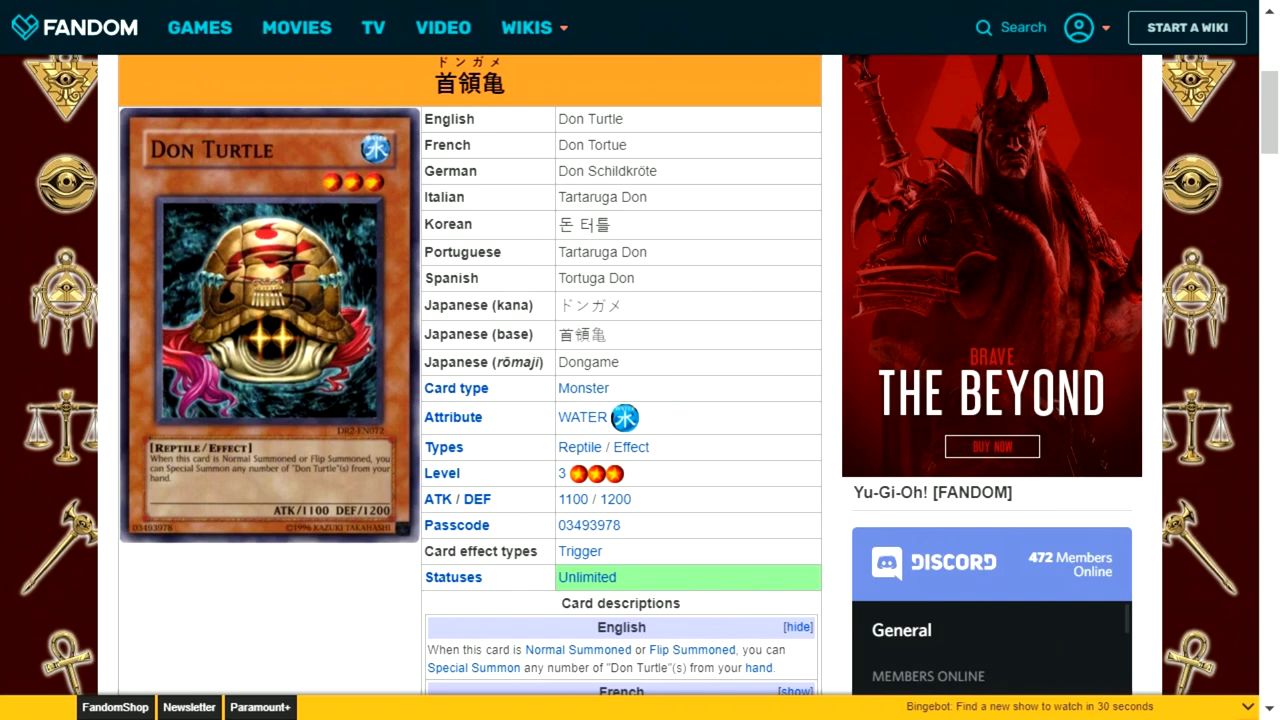 FANDOM GAMES MOVIES TV VIDEO WIKIS Search START A WIKI
ドンガメ
首領亀
DON TURTLE
水
DR2-EN072
[REPTILE / EFFECT]
When this card is Normal Summoned or Flip Summoned, you
can Special Summon any number of "Don Turtle"(s) from your
hand.
ATK/1100 DEF/1200
03493978 ©1996 KAZUKI TAKAHASHI
English Don Turtle
French Don Tortue
German Don Schildkröte
Italian Tartaruga Don
Korean 돈 터틀
Portuguese Tartaruga Don
Spanish Tortuga Don
Japanese (kana) ドンガメ
Japanese (base) 首領亀
Japanese (rōmaji) Dongame
Card type Monster
Attribute WATER 水
Types Reptile / Effect
Level 3
ATK / DEF 1100 / 1200
Passcode 03493978
Card effect types Trigger
Statuses Unlimited
Card descriptions
English [hide]
When this card is Normal Summoned or Flip Summoned, you can
Special Summon any number of "Don Turtle"(s) from your hand.
French [show]
BRAVE
THE BEYOND
BUY NOW
Yu-Gi-Oh! [FANDOM]
DISCORD 472 Members
Online
General
MEMBERS ONLINE
FandomShop Newsletter Paramount+ Bingebot: Find a new show to watch in 30 seconds